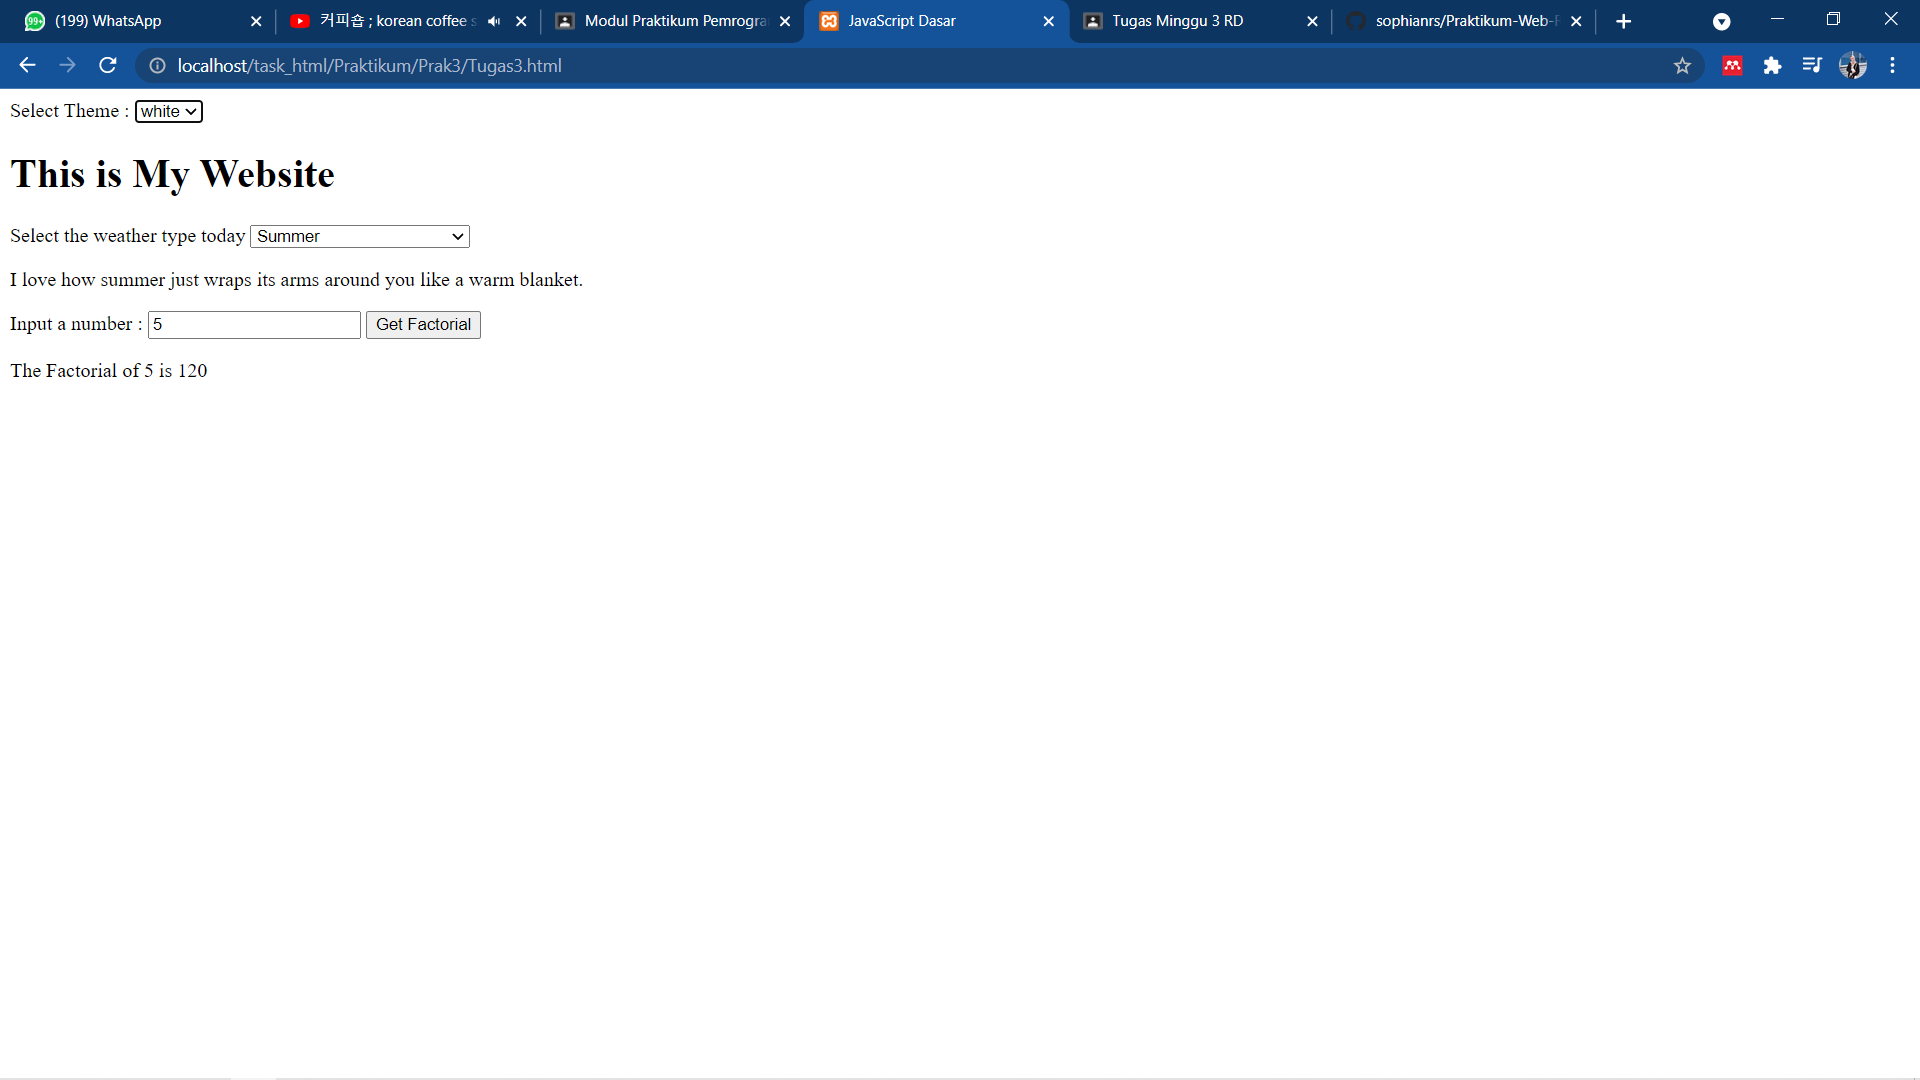 99+ (199) WhatsApp
커피숍 ; korean coffee s
Modul Praktikum Pemrogra
JavaScript Dasar
Tugas Minggu 3 RD
sophianrs/Praktikum-Web-F
localhost/task_html/Praktikum/Prak3/Tugas3.html
Select Theme : white
This is My Website
Select the weather type today Summer
I love how summer just wraps its arms around you like a warm blanket.
Input a number : 5 Get Factorial
The Factorial of 5 is 120